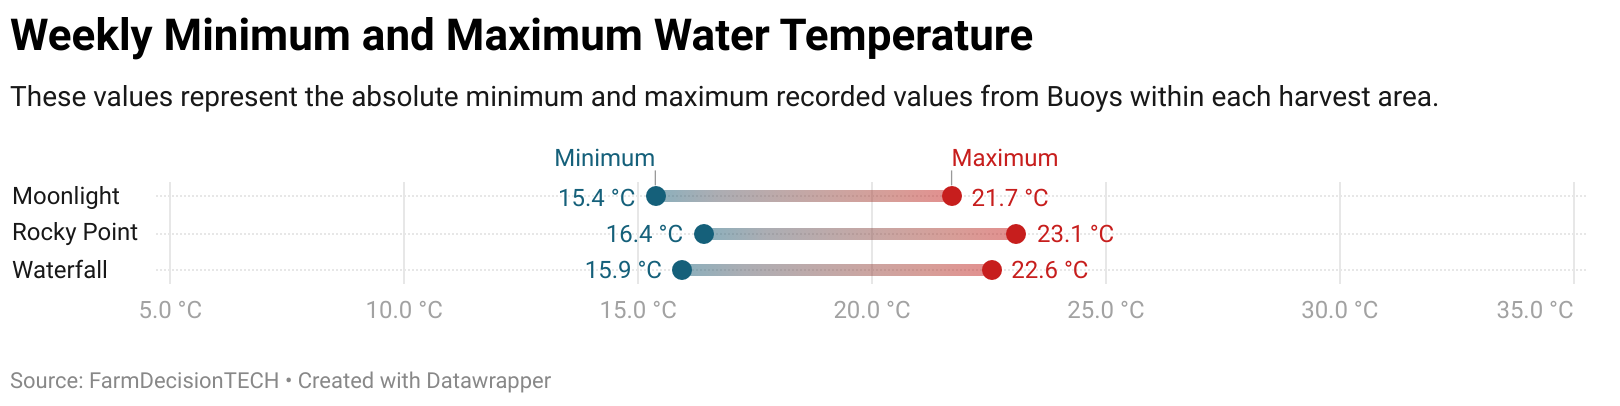 Weekly Minimum and Maximum Water Temperature
These values represent the absolute minimum and maximum recorded values from Buoys within each harvest area.
Minimum Maximum
Moonlight 15.4 °C 21.7 °C
Rocky Point 16.4 °C 23.1 °C
Waterfall 15.9 °C 22.6 °C
5.0 °C 10.0 °C 15.0 °C 20.0 °C 25.0 °C 30.0 °C 35.0 °C
Source: FarmDecisionTECH • Created with Datawrapper